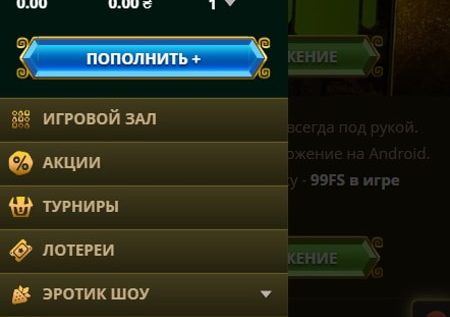 0.00 0.00 ₴ 1
ПОПОЛНИТЬ +
ИГРОВОЙ ЗАЛ
АКЦИИ
ТУРНИРЫ
ЛОТЕРЕИ
ЭРОТИК ШОУ
ЖЕНИЕ
всегда под рукой.
ожение на Android.
у - 99FS в игре
ЖЕНИЕ